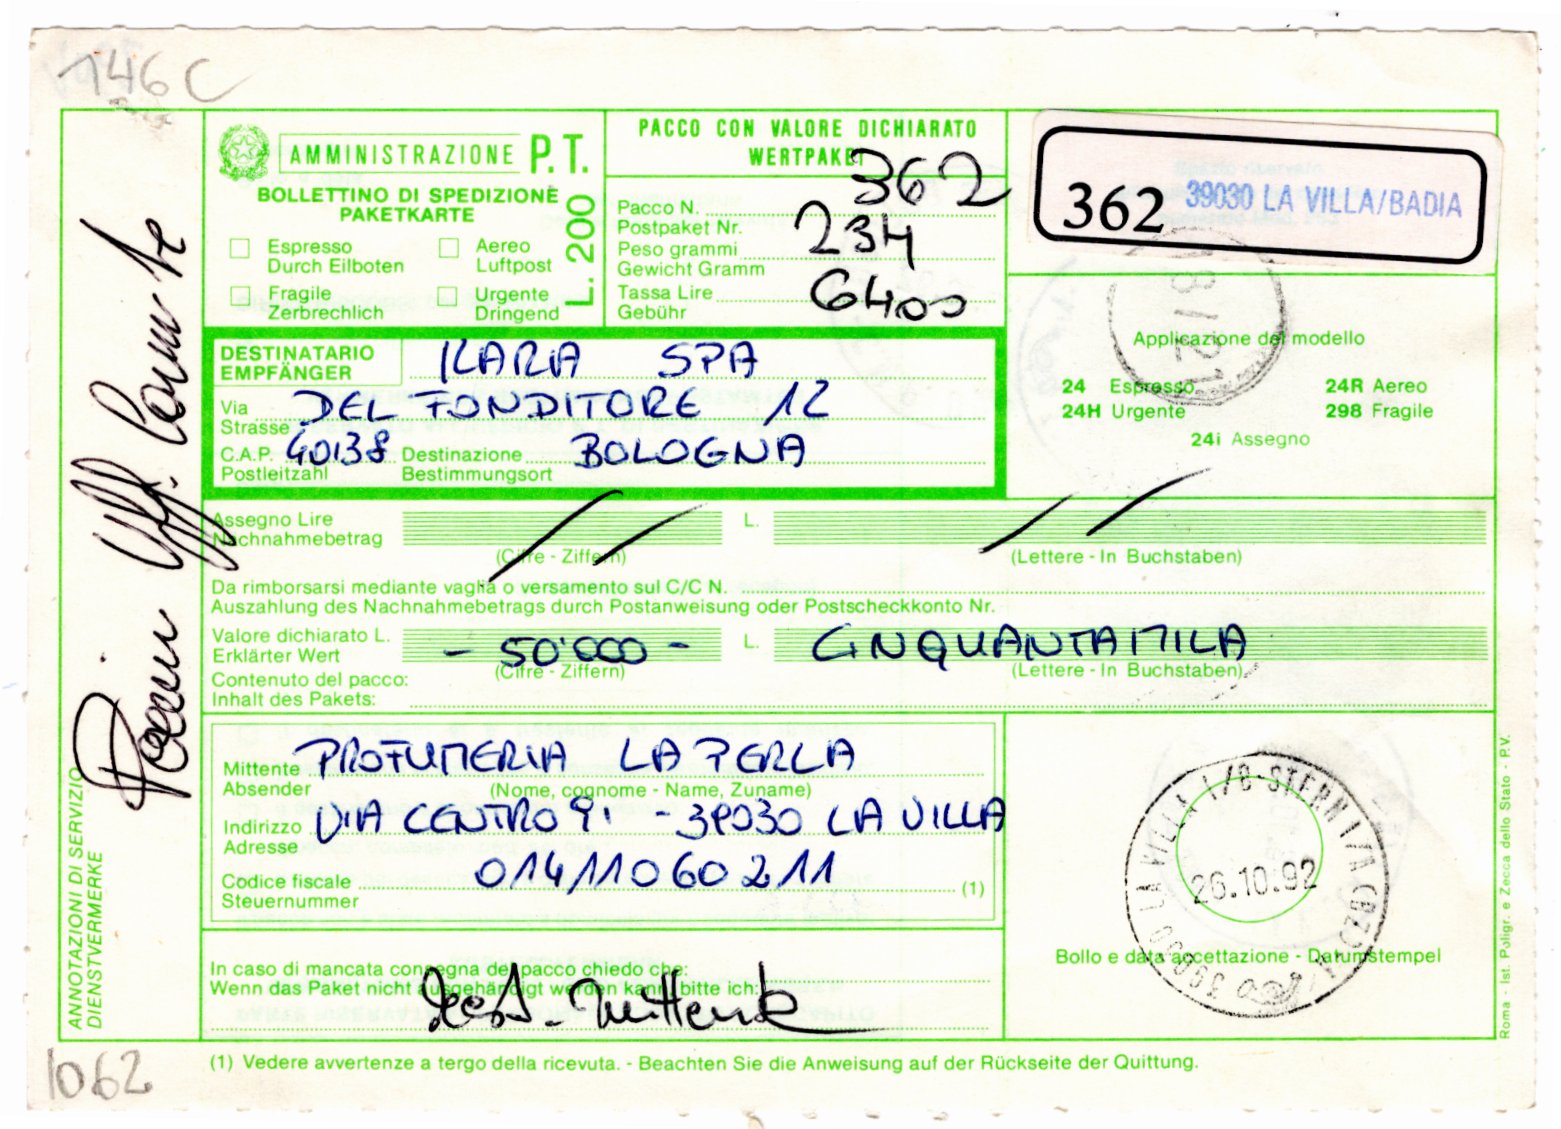 146 C
AMMINISTRAZIONE P.T.
BOLLETTINO DI SPEDIZIONE
PAKETKARTE
Espresso
Durch Eilboten
Aereo
Luftpost
Fragile
Zerbrechlich
Urgente
Dringend
L. 200
PACCO CON VALORE DICHIARATO
WERTPAKET
Pacco N. 362
Postpaket Nr.
Peso grammi 234
Gewicht Gramm
Tassa Lire 6400
Gebühr
362 39030 LA VILLA/BADIA
Applicazione del modello
24 Espresso 24R Aereo
24H Urgente 298 Fragile
24i Assegno
DESTINATARIO ILARIA SPA
EMPFÄNGER
Via DEL FONDITORE 12
Strasse
C.A.P. 40138 Destinazione BOLOGNA
Postleitzahl Bestimmungsort
Assegno Lire L.
Nachnahmebetrag (Cifre - Ziffern) (Lettere - In Buchstaben)
Da rimborsarsi mediante vaglia o versamento sul C/C N.
Auszahlung des Nachnahmebetrags durch Postanweisung oder Postscheckkonto Nr.
Valore dichiarato L. - 50'000 - L. CINQUANTAMILA
Erklärter Wert (Cifre - Ziffern) (Lettere - In Buchstaben)
Contenuto del pacco:
Inhalt des Pakets:
Mittente PROFUMERIA LA PERLA
Absender (Nome, cognome - Name, Zuname)
Indirizzo VIA CENTRO 91 - 39030 LA VILLA
Adresse
Codice fiscale 01411060211 (1)
Steuernummer
26.10.92
Bollo e data accettazione - Datumstempel
In caso di mancata consegna del pacco chiedo che:
Wenn das Paket nicht ausgehändigt werden kann, bitte ich:
Mittente
ANNOTAZIONI DI SERVIZIO
DIENSTVERMERKE
Roma - Ist. Poligr. e Zecca dello Stato - P.V.
(1) Vedere avvertenze a tergo della ricevuta. - Beachten Sie die Anweisung auf der Rückseite der Quittung.
1062